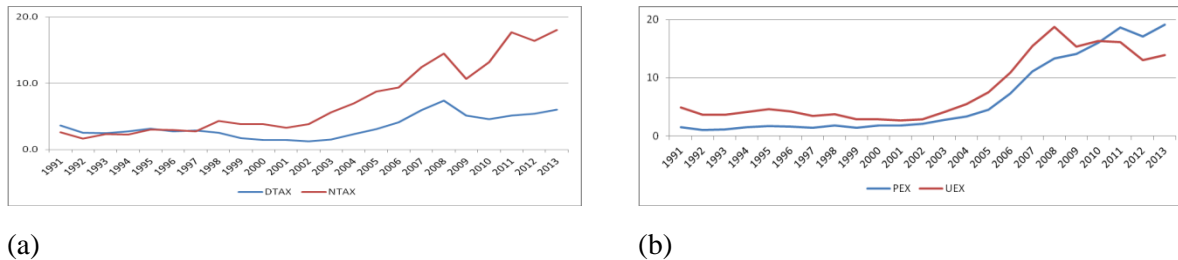 20.0
10.0
0.0
1991 1992 1993 1994 1995 1996 1997 1998 1999 2000 2001 2002 2003 2004 2005 2006 2007 2008 2009 2010 2011 2012 2013
DTAX NTAX
(a)
20
10
0
1991 1992 1993 1994 1995 1996 1997 1998 1999 2000 2001 2002 2003 2004 2005 2006 2007 2008 2009 2010 2011 2012 2013
PEX UEX
(b)